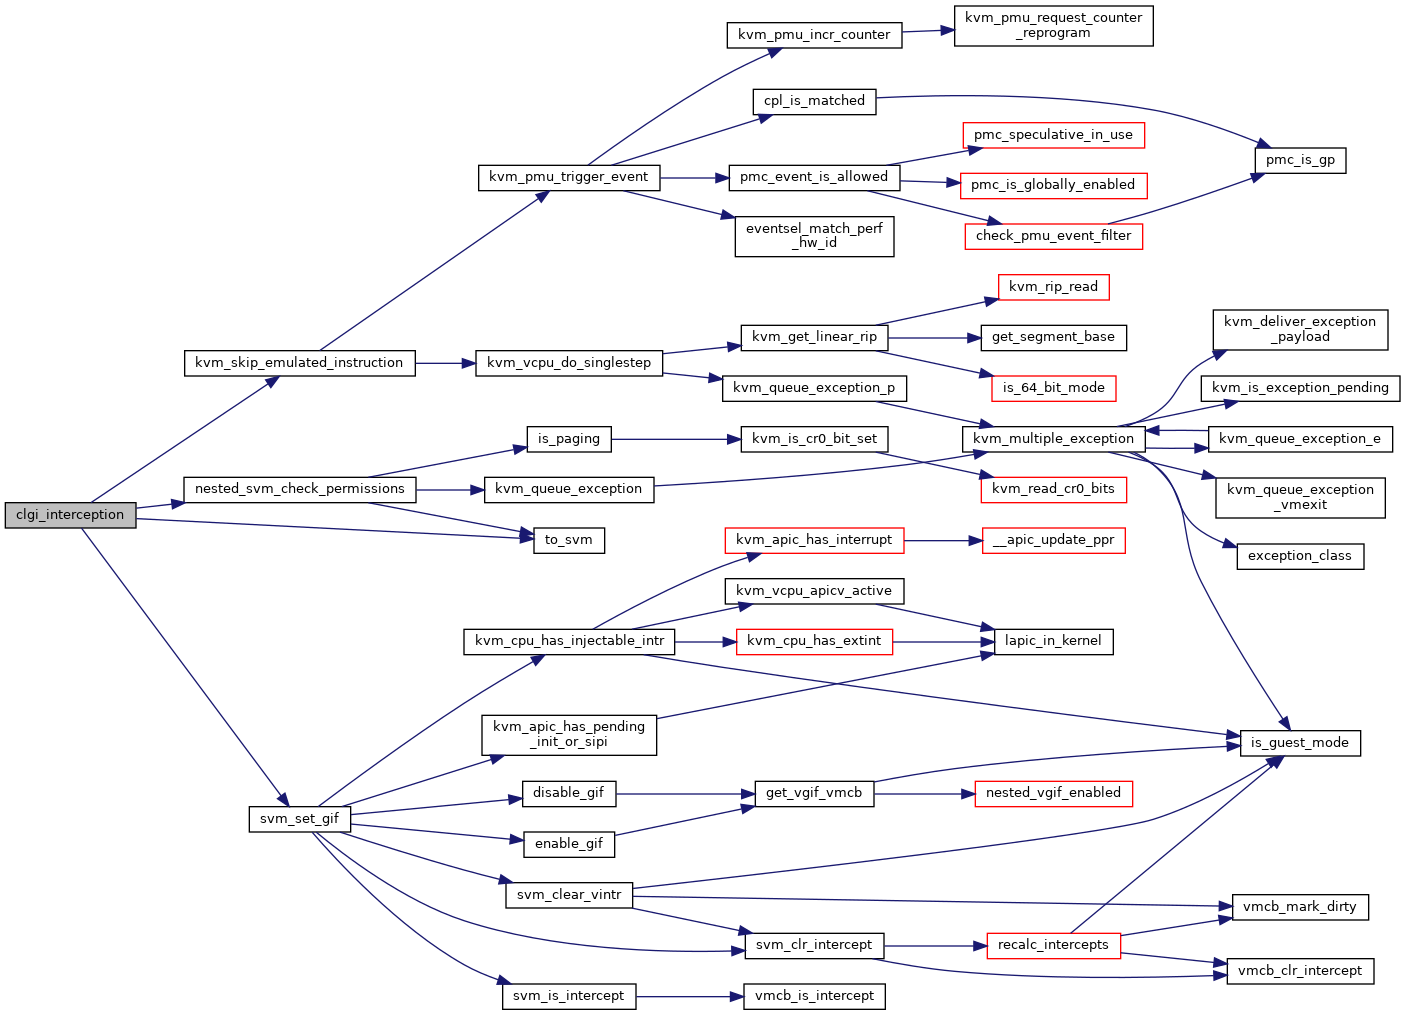 kvm_pmu_request_counter
_reprogram
kvm_pmu_incr_counter
cpl_is_matched
pmc_speculative_in_use
pmc_is_gp
kvm_pmu_trigger_event
pmc_event_is_allowed
pmc_is_globally_enabled
eventsel_match_perf
_hw_id
check_pmu_event_filter
kvm_rip_read
kvm_deliver_exception
_payload
kvm_get_linear_rip
get_segment_base
kvm_skip_emulated_instruction
kvm_vcpu_do_singlestep
kvm_queue_exception_p
is_64_bit_mode
kvm_is_exception_pending
is_paging
kvm_is_cr0_bit_set
kvm_multiple_exception
kvm_queue_exception_e
nested_svm_check_permissions
kvm_queue_exception
kvm_read_cr0_bits
kvm_queue_exception
_vmexit
clgi_interception
to_svm
kvm_apic_has_interrupt
__apic_update_ppr
exception_class
kvm_vcpu_apicv_active
kvm_cpu_has_injectable_intr
kvm_cpu_has_extint
lapic_in_kernel
kvm_apic_has_pending
_init_or_sipi
is_guest_mode
disable_gif
get_vgif_vmcb
nested_vgif_enabled
svm_set_gif
enable_gif
svm_clear_vintr
vmcb_mark_dirty
svm_clr_intercept
recalc_intercepts
vmcb_clr_intercept
svm_is_intercept
vmcb_is_intercept